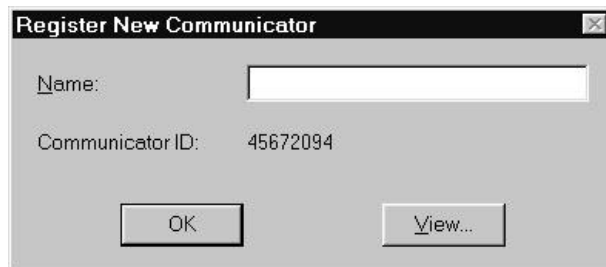 Register New Communicator
Name:
Communicator ID: 45672094
OK View...